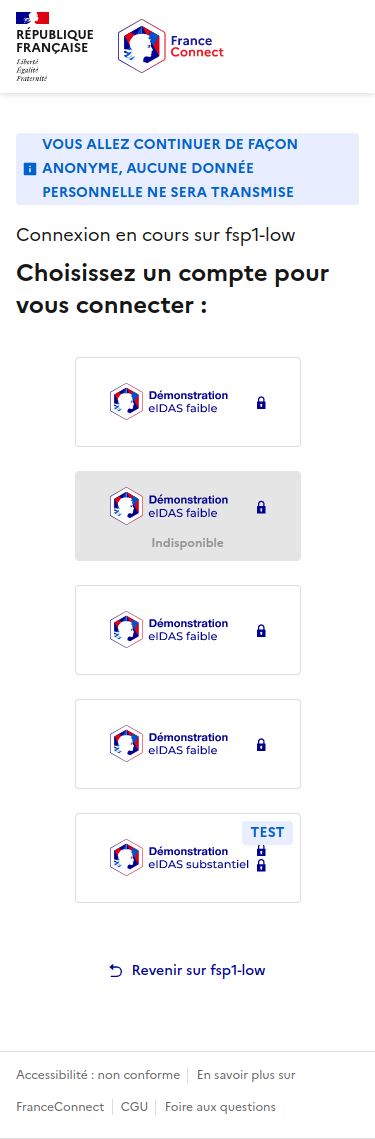 RÉPUBLIQUE
FRANÇAISE
Liberté
Égalité
Fraternité
France
Connect
VOUS ALLEZ CONTINUER DE FAÇON
ANONYME, AUCUNE DONNÉE
PERSONNELLE NE SERA TRANSMISE
Connexion en cours sur fsp1-low
Choisissez un compte pour
vous connecter :
Démonstration
eIDAS faible
Démonstration
eIDAS faible
Indisponible
Démonstration
eIDAS faible
Démonstration
eIDAS faible
TEST
Démonstration
eIDAS substantiel
Revenir sur fsp1-low
Accessibilité : non conforme
En savoir plus sur
FranceConnect
CGU
Foire aux questions